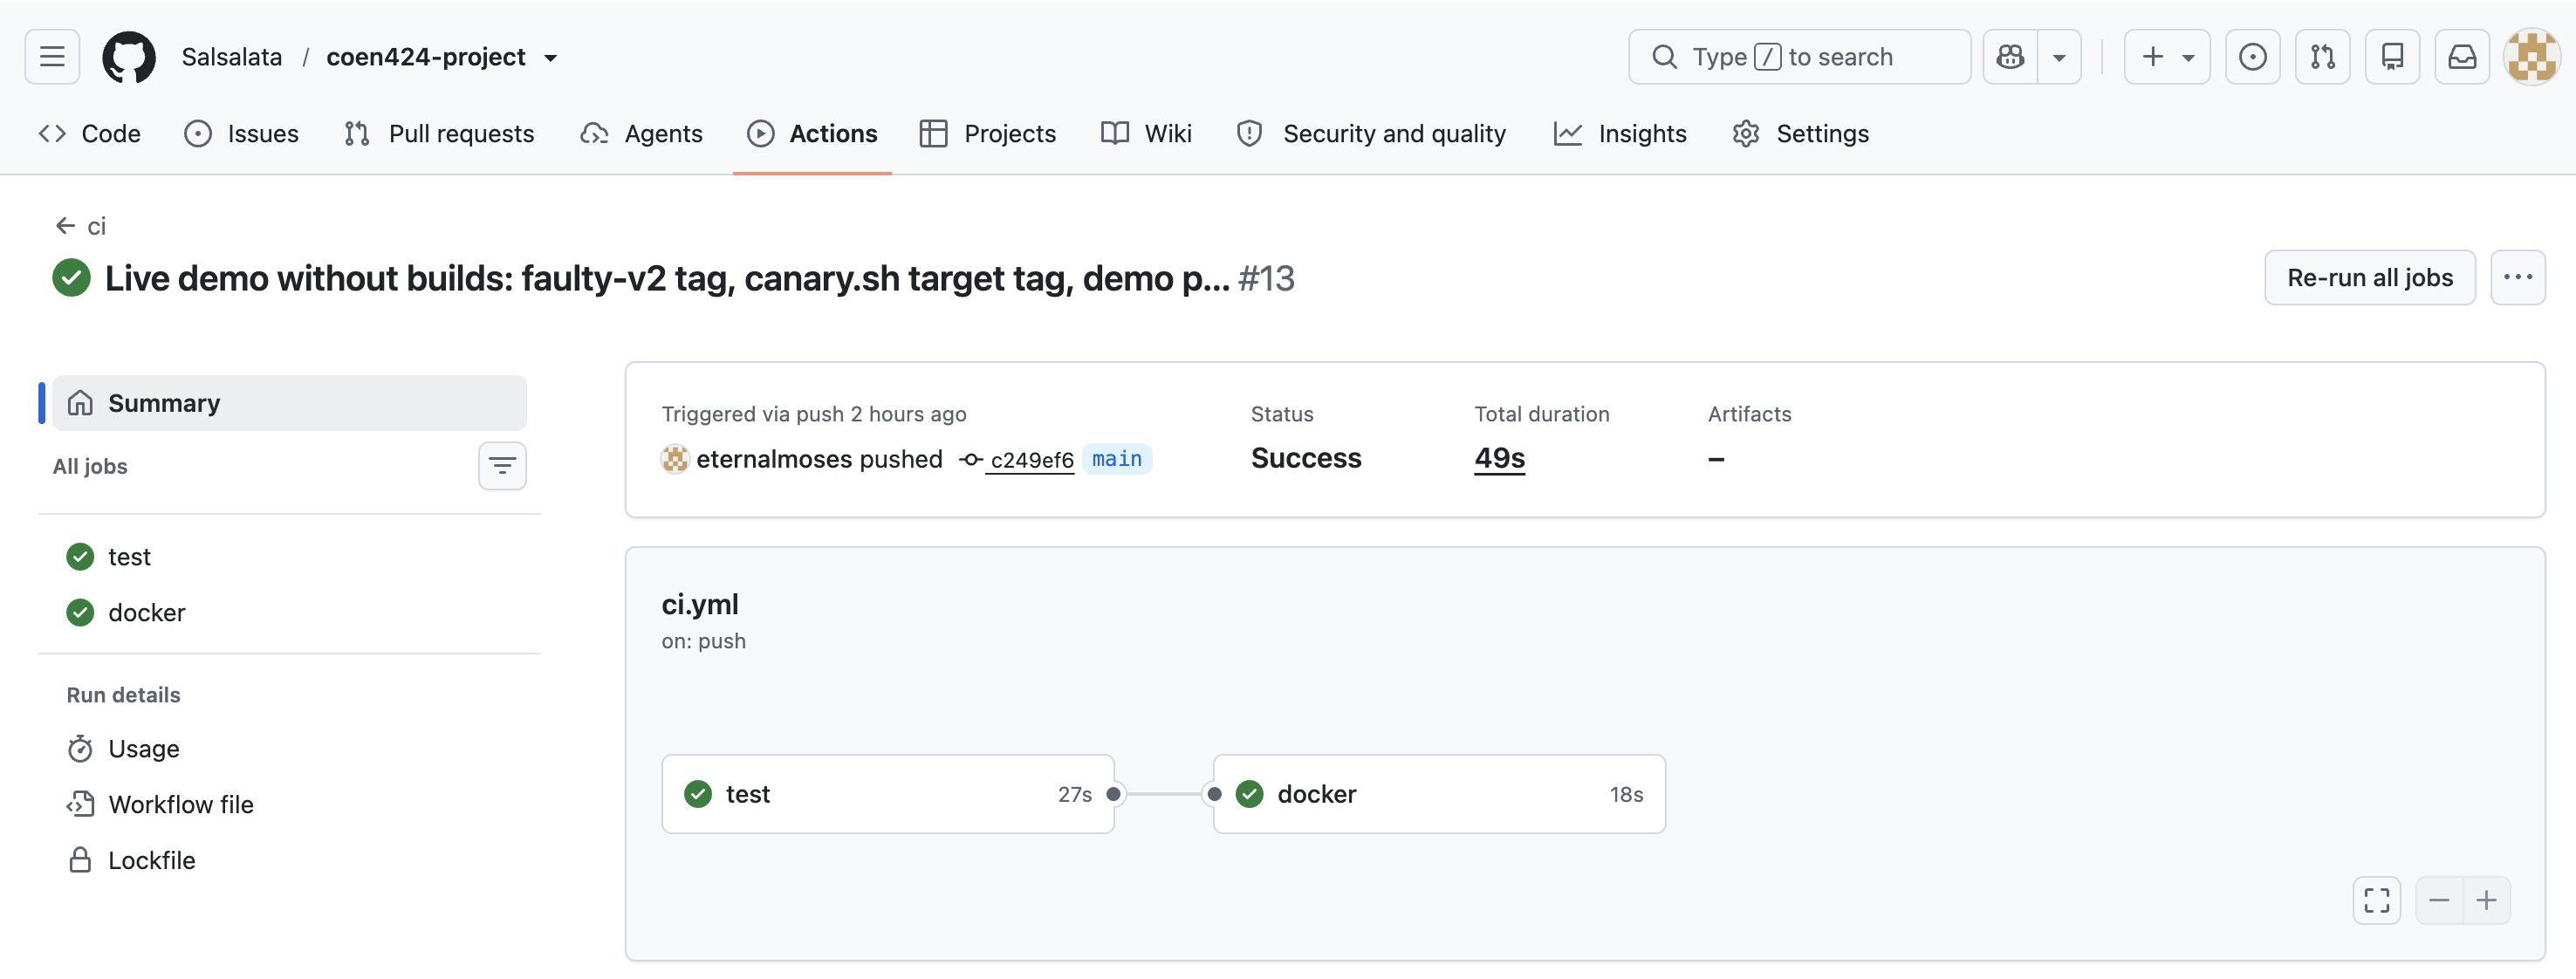 Salsalata / coen424-project
Type / to search
Code Issues Pull requests Agents Actions Projects Wiki Security and quality Insights Settings
ci
Live demo without builds: faulty-v2 tag, canary.sh target tag, demo p... #13
Re-run all jobs
Summary
All jobs
test
docker
Run details
Usage
Workflow file
Lockfile
Triggered via push 2 hours ago
eternalmoses pushed c249ef6 main
Status
Success
Total duration
49s
Artifacts
–
ci.yml
on: push
test 27s
docker 18s